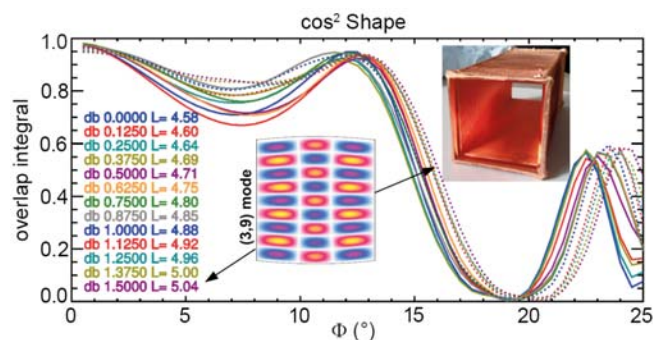 cos² Shape
overlap integral
1.0
0.8
0.6
0.4
0.2
0.0
db 0.0000 L= 4.58
db 0.1250 L= 4.60
db 0.2500 L= 4.64
db 0.3750 L= 4.69
db 0.5000 L= 4.71
db 0.6250 L= 4.75
db 0.7500 L= 4.80
db 0.8750 L= 4.85
db 1.0000 L= 4.88
db 1.1250 L= 4.92
db 1.2500 L= 4.96
db 1.3750 L= 5.00
db 1.5000 L= 5.04
(3,9) mode
0 5 10 15 20 25
Φ (°)